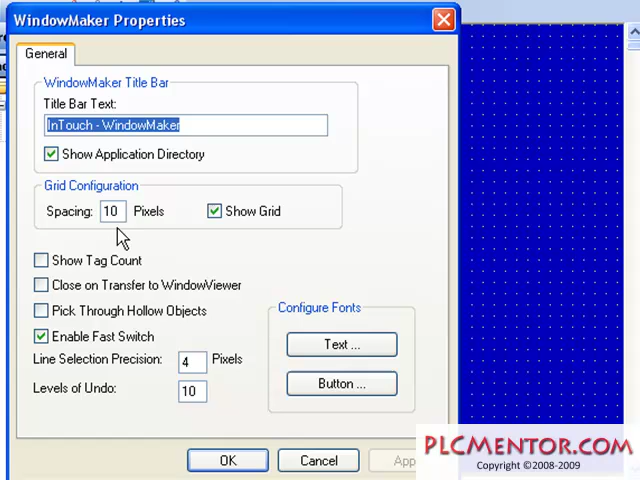 WindowMaker Properties
General
WindowMaker Title Bar
Title Bar Text:
InTouch - WindowMaker
Show Application Directory
Grid Configuration
Spacing: 10 Pixels Show Grid
Show Tag Count
Close on Transfer to WindowViewer
Pick Through Hollow Objects
Configure Fonts
Enable Fast Switch
Text ...
Line Selection Precision: 4 Pixels
Button ...
Levels of Undo: 10
PLCMentor.com
OK Cancel App
Copyright ©2008-2009